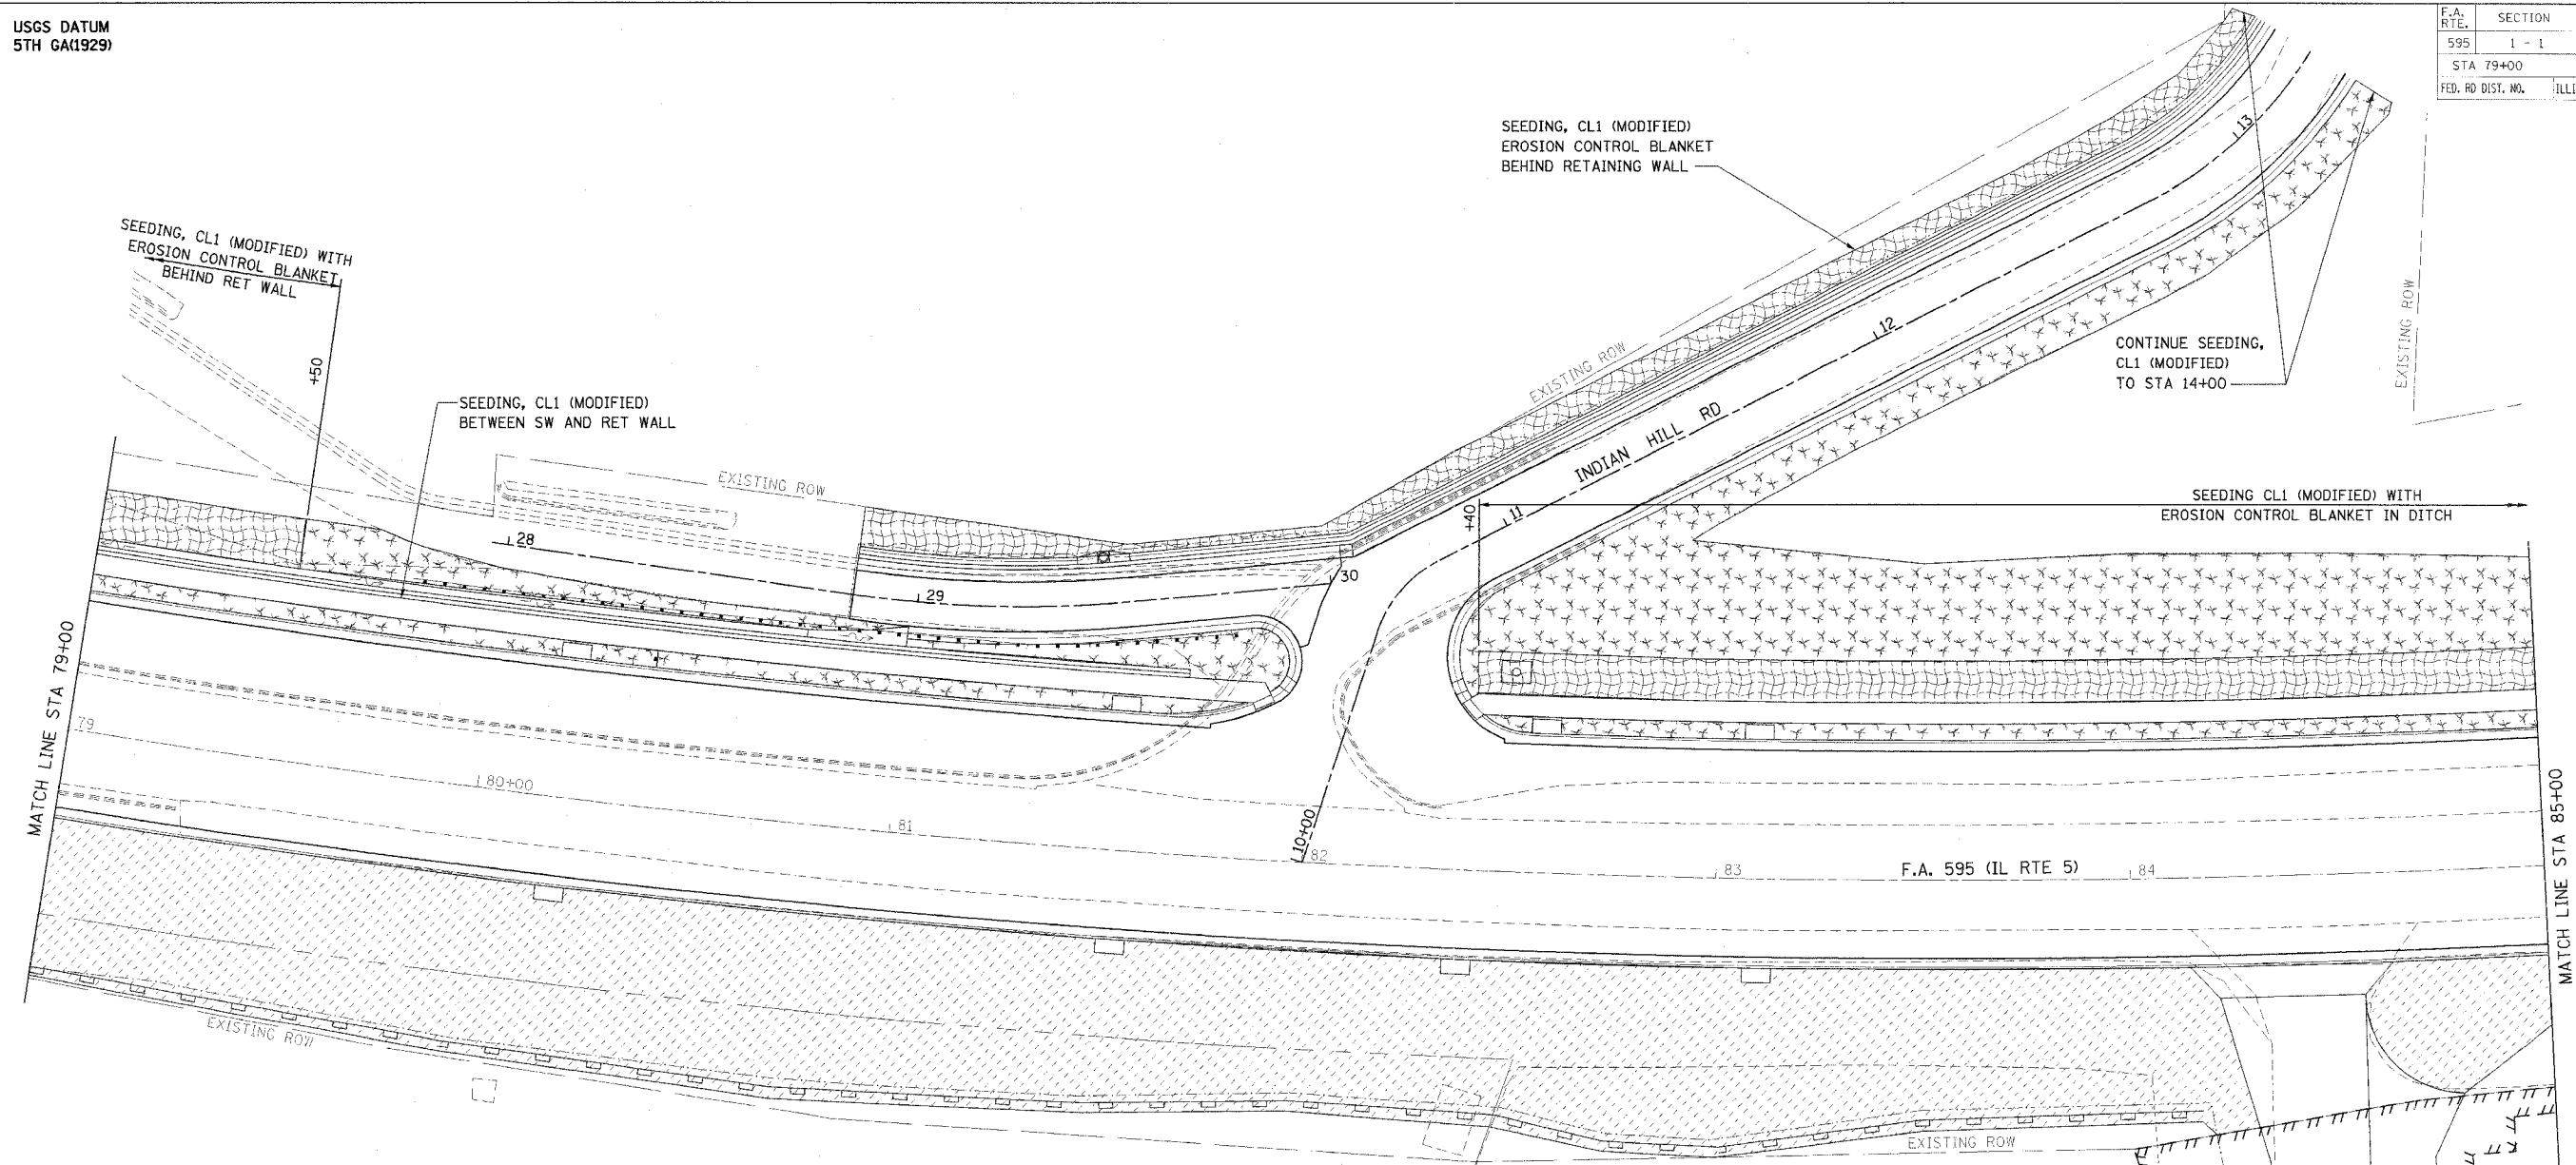 USGS DATUM
5TH GA(1929)
F.A. RTE. SECTION
595 1 - 1
STA 79+00
FED. RD DIST. NO. ILLI
SEEDING, CL1 (MODIFIED)
EROSION CONTROL BLANKET
BEHIND RETAINING WALL
13
SEEDING, CL1 (MODIFIED) WITH
EROSION CONTROL BLANKET
BEHIND RET WALL
+50
SEEDING, CL1 (MODIFIED)
BETWEEN SW AND RET WALL
EXISTING ROW
EXISTING ROW
12
CONTINUE SEEDING,
CL1 (MODIFIED)
TO STA 14+00
EXISTING ROW
INDIAN HILL RD
11
+40
SEEDING CL1 (MODIFIED) WITH
EROSION CONTROL BLANKET IN DITCH
28
29
30
MATCH LINE STA 79+00
79
80+00
81
10+00
82
83
F.A. 595 (IL RTE 5)
84
MATCH LINE STA 85+00
EXISTING ROW
EXISTING ROW